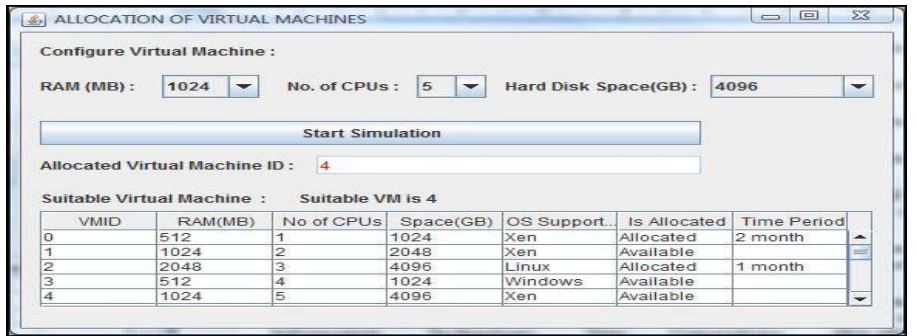 ALLOCATION OF VIRTUAL MACHINES
Configure Virtual Machine :
RAM (MB) : 1024 No. of CPUs : 5 Hard Disk Space(GB) : 4096
Start Simulation
Allocated Virtual Machine ID : 4
Suitable Virtual Machine : Suitable VM is 4
VMID RAM(MB) No of CPUs Space(GB) OS Support... Is Allocated Time Period
0 512 1 1024 Xen Allocated 2 month
1 1024 2 2048 Xen Available
2 2048 3 4096 Linux Allocated 1 month
3 512 4 1024 Windows Available
4 1024 5 4096 Xen Available